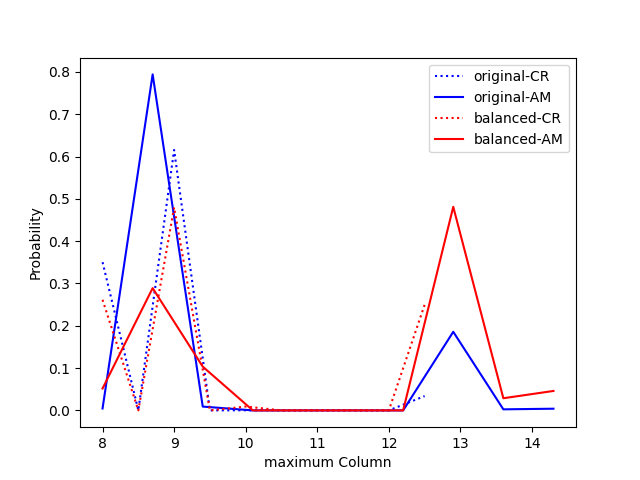 0.8
0.7
0.6
0.5
0.4
0.3
0.2
0.1
0.0
Probability
8 9 10 11 12 13 14
maximum Column
original-CR
original-AM
balanced-CR
balanced-AM